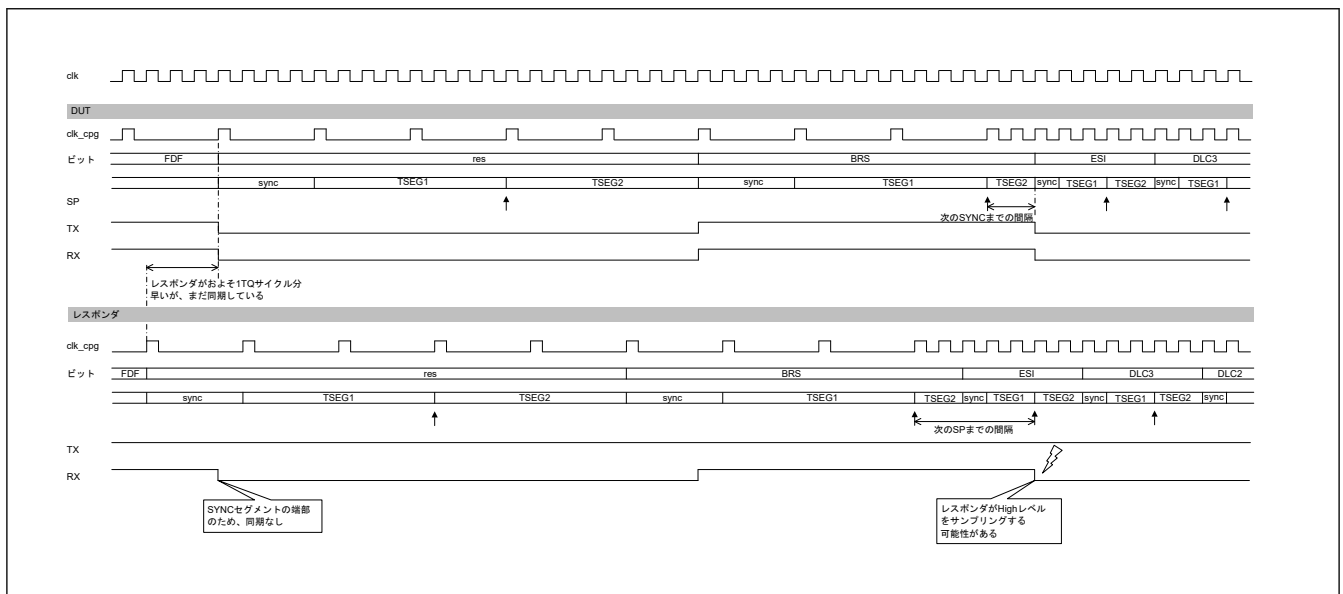 clk
DUT
clk_cpg
ビット FDF res BRS ESI DLC3
sync TSEG1 TSEG2 sync TSEG1 TSEG2 sync TSEG1 TSEG2 sync TSEG1
SP
次のSYNCまでの間隔
TX
RX
レスポンダがおよそ1TQサイクル分
早いが、まだ同期している
レスポンダ
clk_cpg
ビット FDF res BRS ESI DLC3 DLC2
sync TSEG1 TSEG2 sync TSEG1 TSEG2 sync TSEG1 TSEG2 sync TSEG1 TSEG2 sync
次のSPまでの間隔
TX
RX
SYNCセグメントの端部
のため、同期なし
レスポンダがHighレベル
をサンプリングする
可能性がある